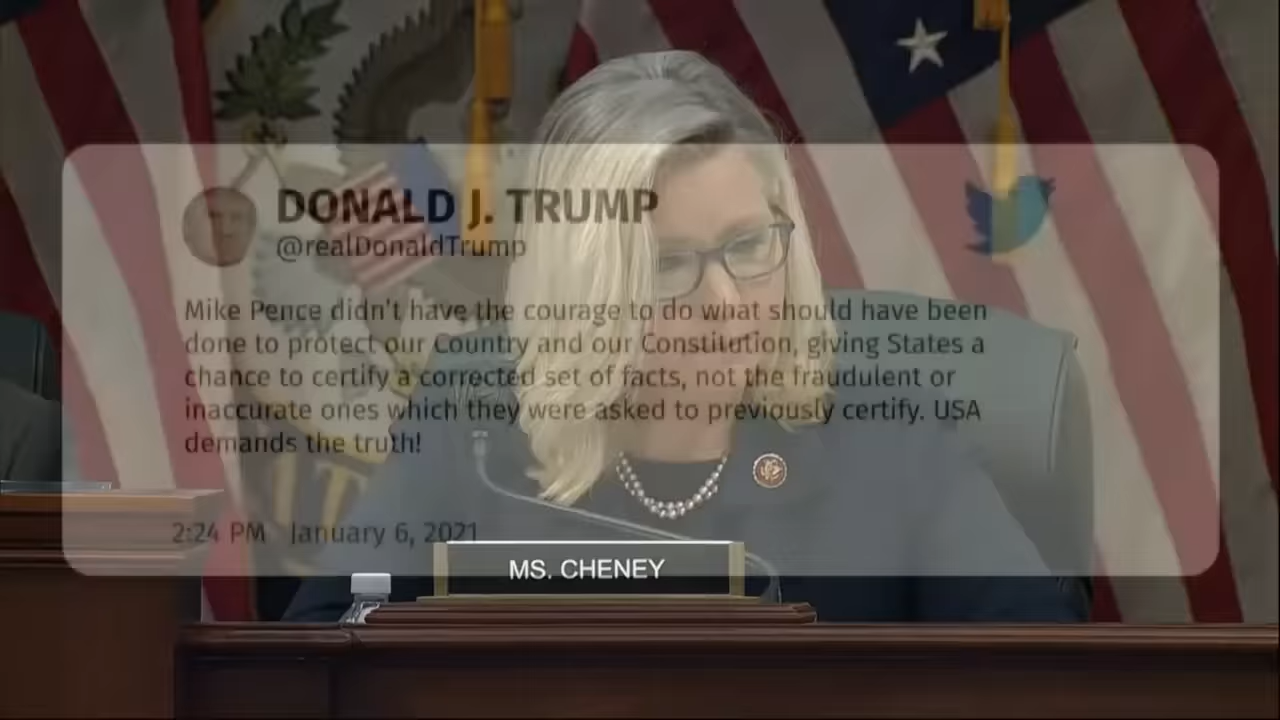 DONALD J. TRUMP
@realDonaldTrump
Mike Pence didn't have the courage to do what should have been
done to protect our Country and our Constitution, giving States a
chance to certify a corrected set of facts, not the fraudulent or
inaccurate ones which they were asked to previously certify. USA
demands the truth!
2:24 PM January 6, 2021
MS. CHENEY